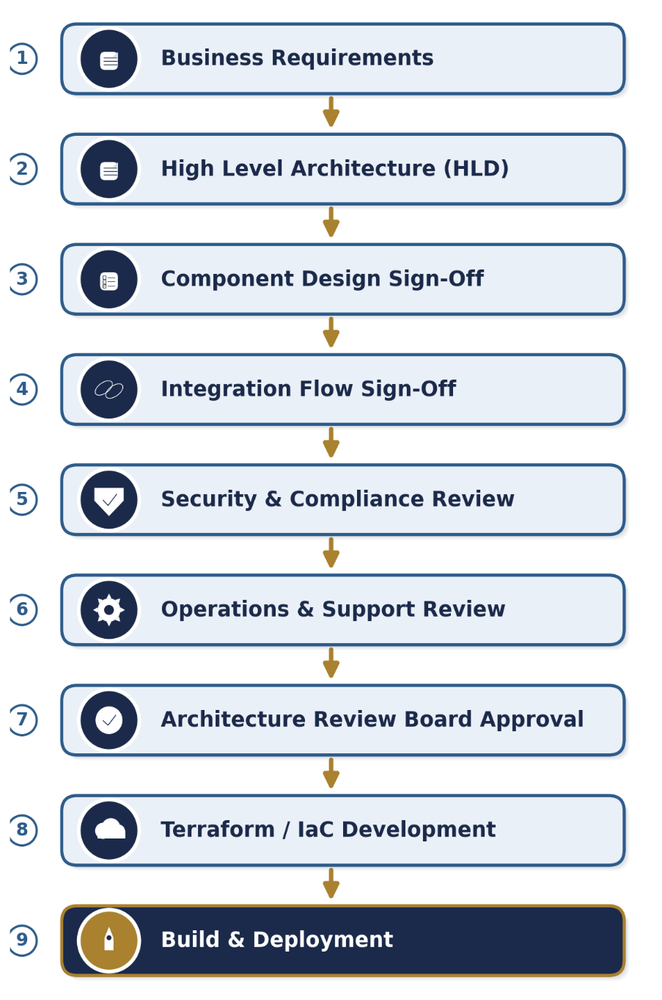 1 Business Requirements
2 High Level Architecture (HLD)
3 Component Design Sign-Off
4 Integration Flow Sign-Off
5 Security & Compliance Review
6 Operations & Support Review
7 Architecture Review Board Approval
8 Terraform / IaC Development
9 Build & Deployment